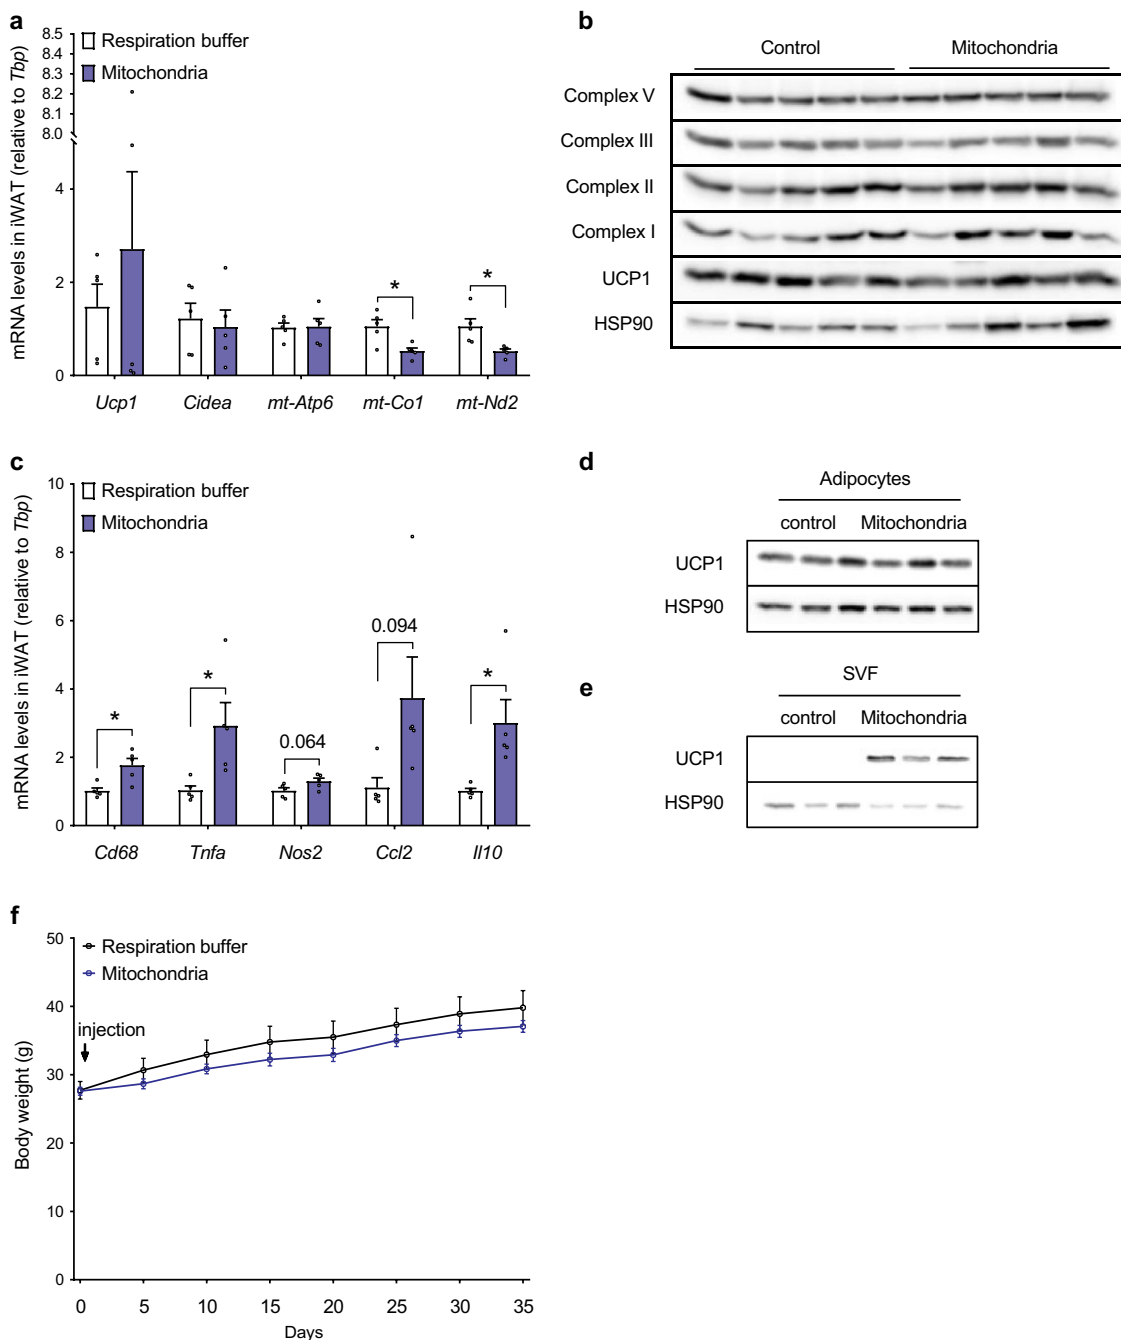 a
mRNA levels in iWAT (relative to Tbp)
8.5
8.4
8.3
8.2
8.1
8.0
4
2
0
Respiration buffer
Mitochondria
*
*
Ucp1 Cidea mt-Atp6 mt-Co1 mt-Nd2
b
Control Mitochondria
Complex V
Complex III
Complex II
Complex I
UCP1
HSP90
c
mRNA levels in iWAT (relative to Tbp)
10
8
6
4
2
0
Respiration buffer
Mitochondria
*
*
0.064
0.094
*
Cd68 Tnfa Nos2 Ccl2 Il10
d
Adipocytes
control Mitochondria
UCP1
HSP90
e
SVF
control Mitochondria
UCP1
HSP90
f
Body weight (g)
50
40
30
20
10
0
Respiration buffer
Mitochondria
injection
0 5 10 15 20 25 30 35
Days